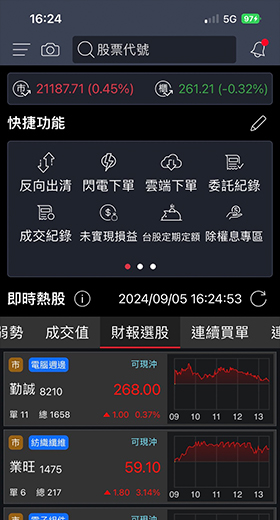 16:24 5G 97
股票代號
市 21187.71 (0.45%) 櫃 261.21 (-0.32%)
快捷功能
反向出清 閃電下單 雲端下單 委託紀錄
成交紀錄 未實現損益 台股定期定額 除權息專區
即時熱股 2024/09/05 16:24:53
弱勢 成交值 財報選股 連續買單 連
市 電腦週邊 可現沖
勤誠 8210 268.00
單 11 總 1658 ▲ 1.00 0.37%
09 10 11 12 13
市 紡織纖維 可現沖
業旺 1475 59.10
單 6 總 217 ▲ 1.80 3.14%
09 10 11 12 13
市 電子組件 可現沖